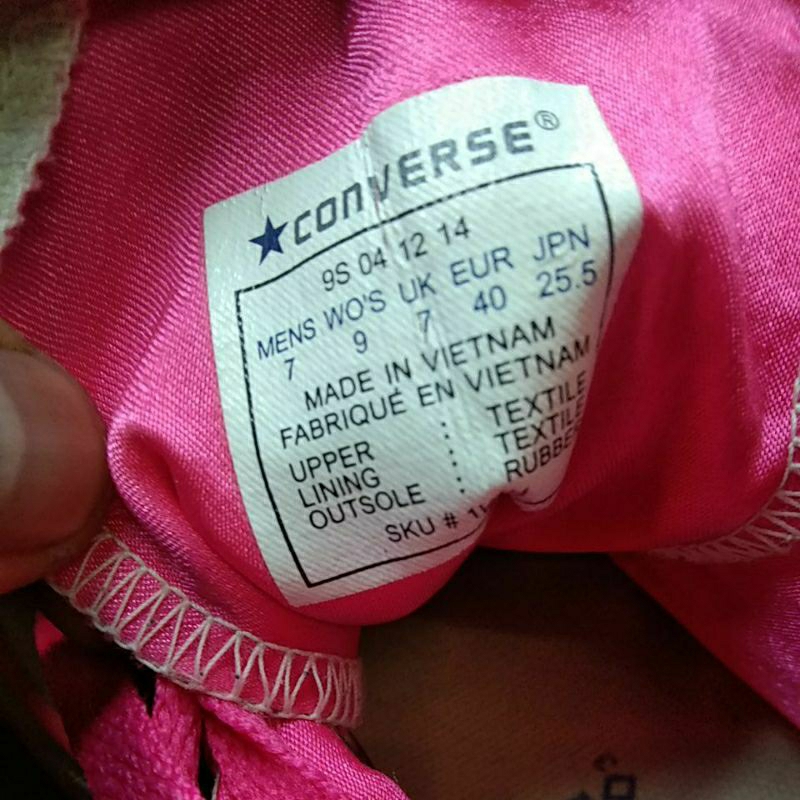 ★CONVERSE®
9S 04 12 14
MENS WO'S UK EUR JPN
7 9 7 40 25.5
MADE IN VIETNAM
FABRIQUÉ EN VIETNAM
UPPER : TEXTILE
LINING : TEXTILE
OUTSOLE : RUBBER
SKU #